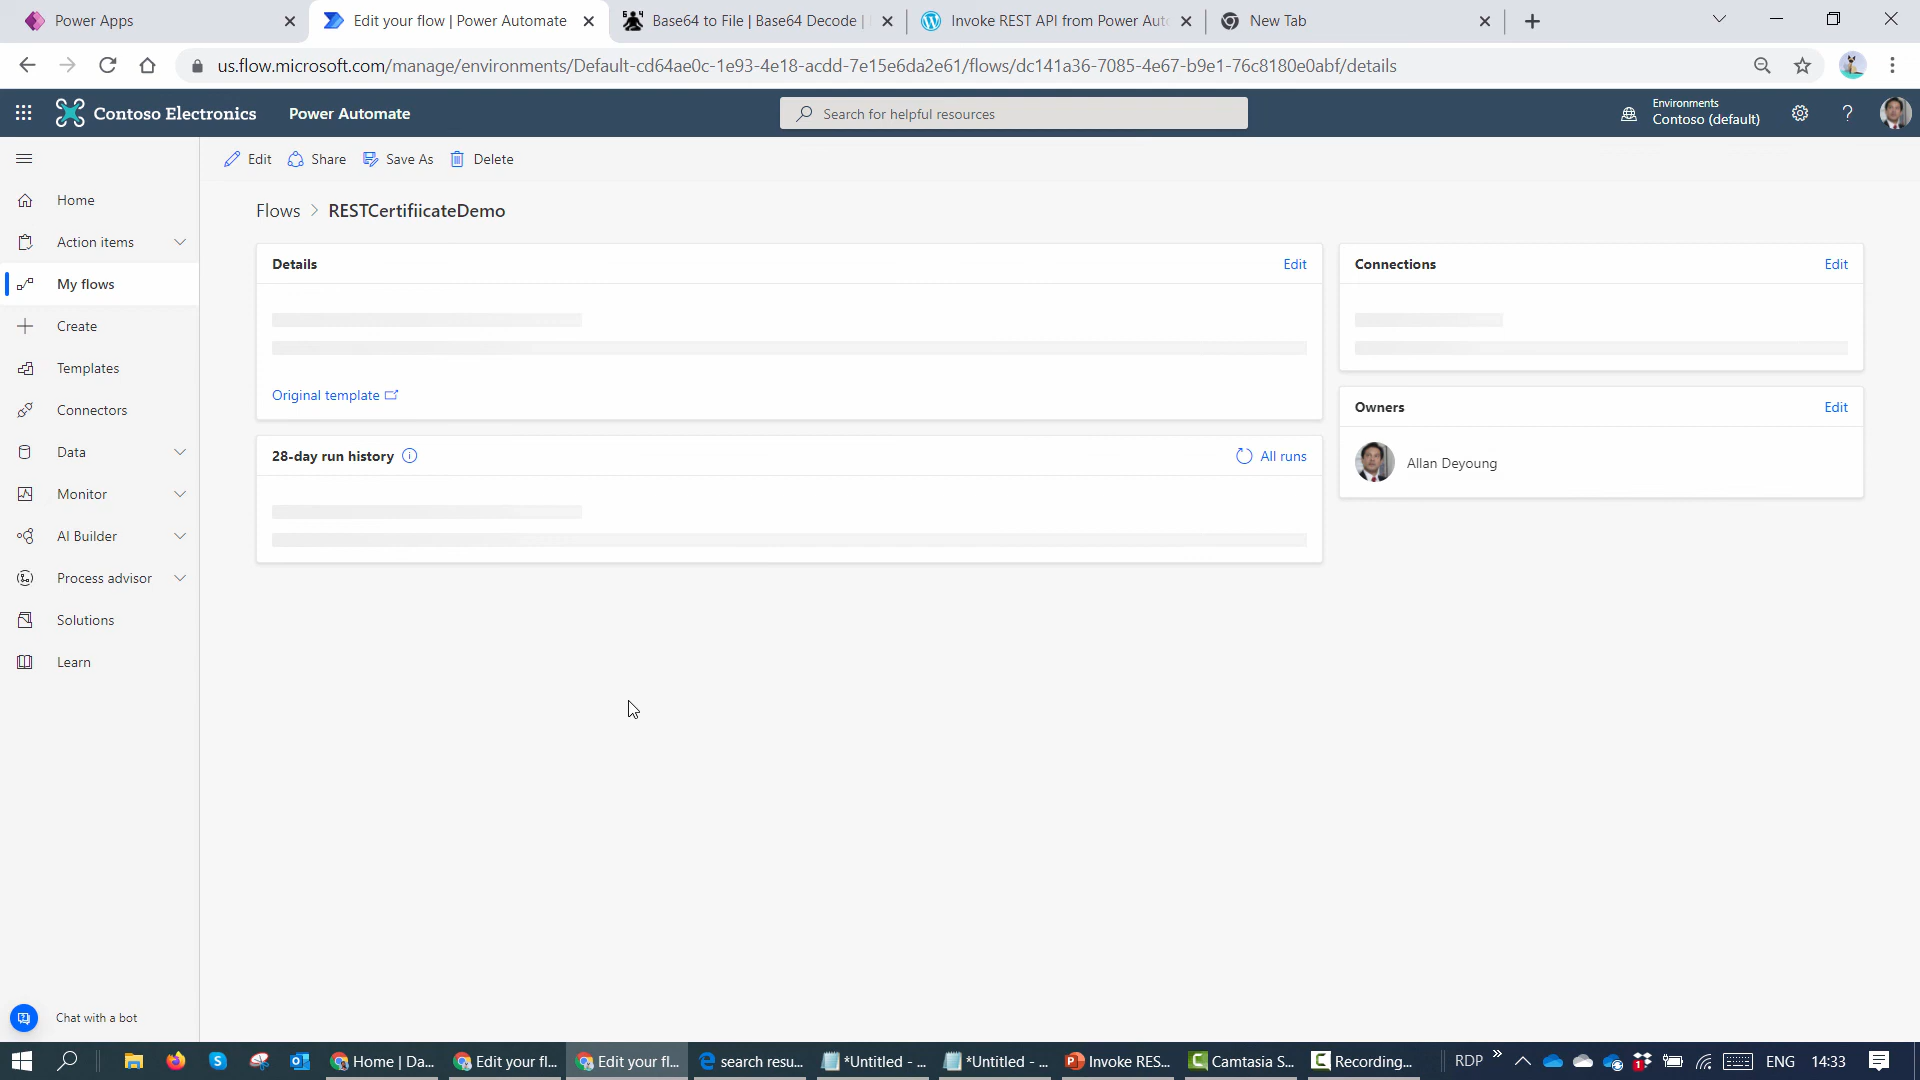 Power Apps
Edit your flow | Power Automate
Base64 to File | Base64 Decode |
Invoke REST API from Power Auto
New Tab
us.flow.microsoft.com/manage/environments/Default-cd64ae0c-1e93-4e18-acdd-7e15e6da2e61/flows/dc141a36-7085-4e67-b9e1-76c8180e0abf/details
Contoso Electronics
Power Automate
Search for helpful resources
Environments
Contoso (default)
Edit
Share
Save As
Delete
Home
Action items
My flows
Create
Templates
Connectors
Data
Monitor
AI Builder
Process advisor
Solutions
Learn
Chat with a bot
Flows > RESTCertifiicateDemo
Details
Edit
Original template
28-day run history
All runs
Connections
Edit
Owners
Edit
Allan Deyoung
Home | Da...
Edit your fl...
Edit your fl...
search resu...
*Untitled - ...
*Untitled - ...
Invoke RES...
Camtasia S...
Recording...
RDP
ENG
14:33